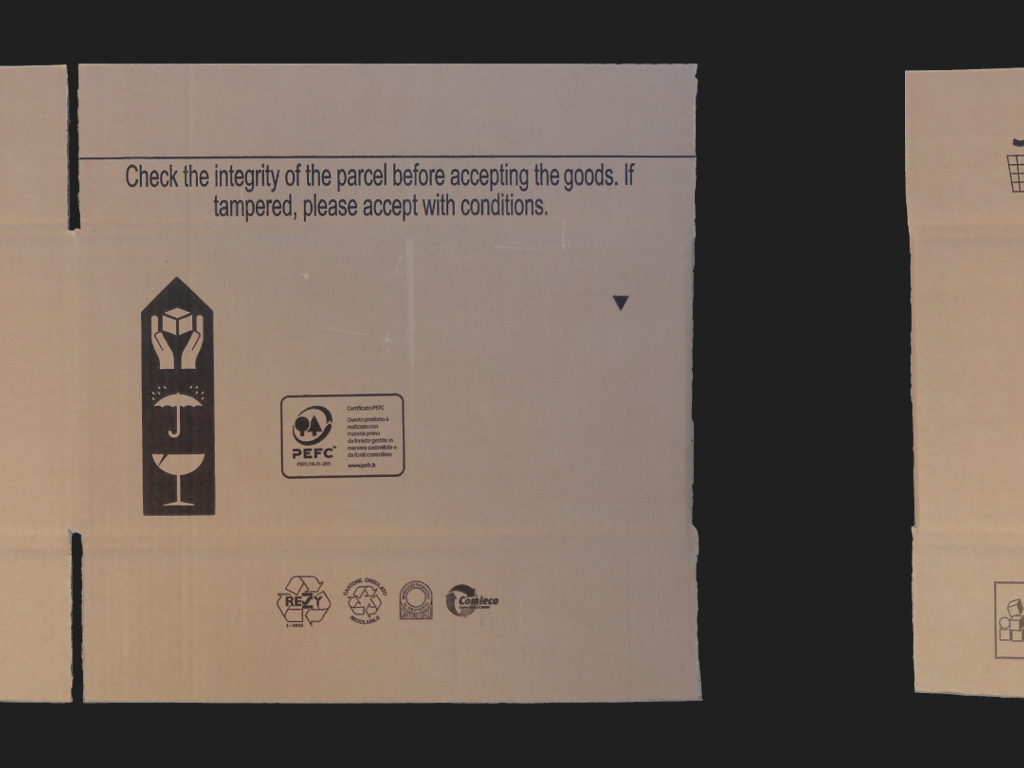 Check the integrity of the parcel before accepting the goods. If
tampered, please accept with conditions.
Certificato PEFC
Questo prodotto è
realizzato con
materia prima
da foreste gestite in
maniera sostenibile e
da fonti controllate
www.pefc.it
PEFC™
PEFC/18-31-261
RESY
CARTONE ONDULATO
RICICLABILE
Comieco